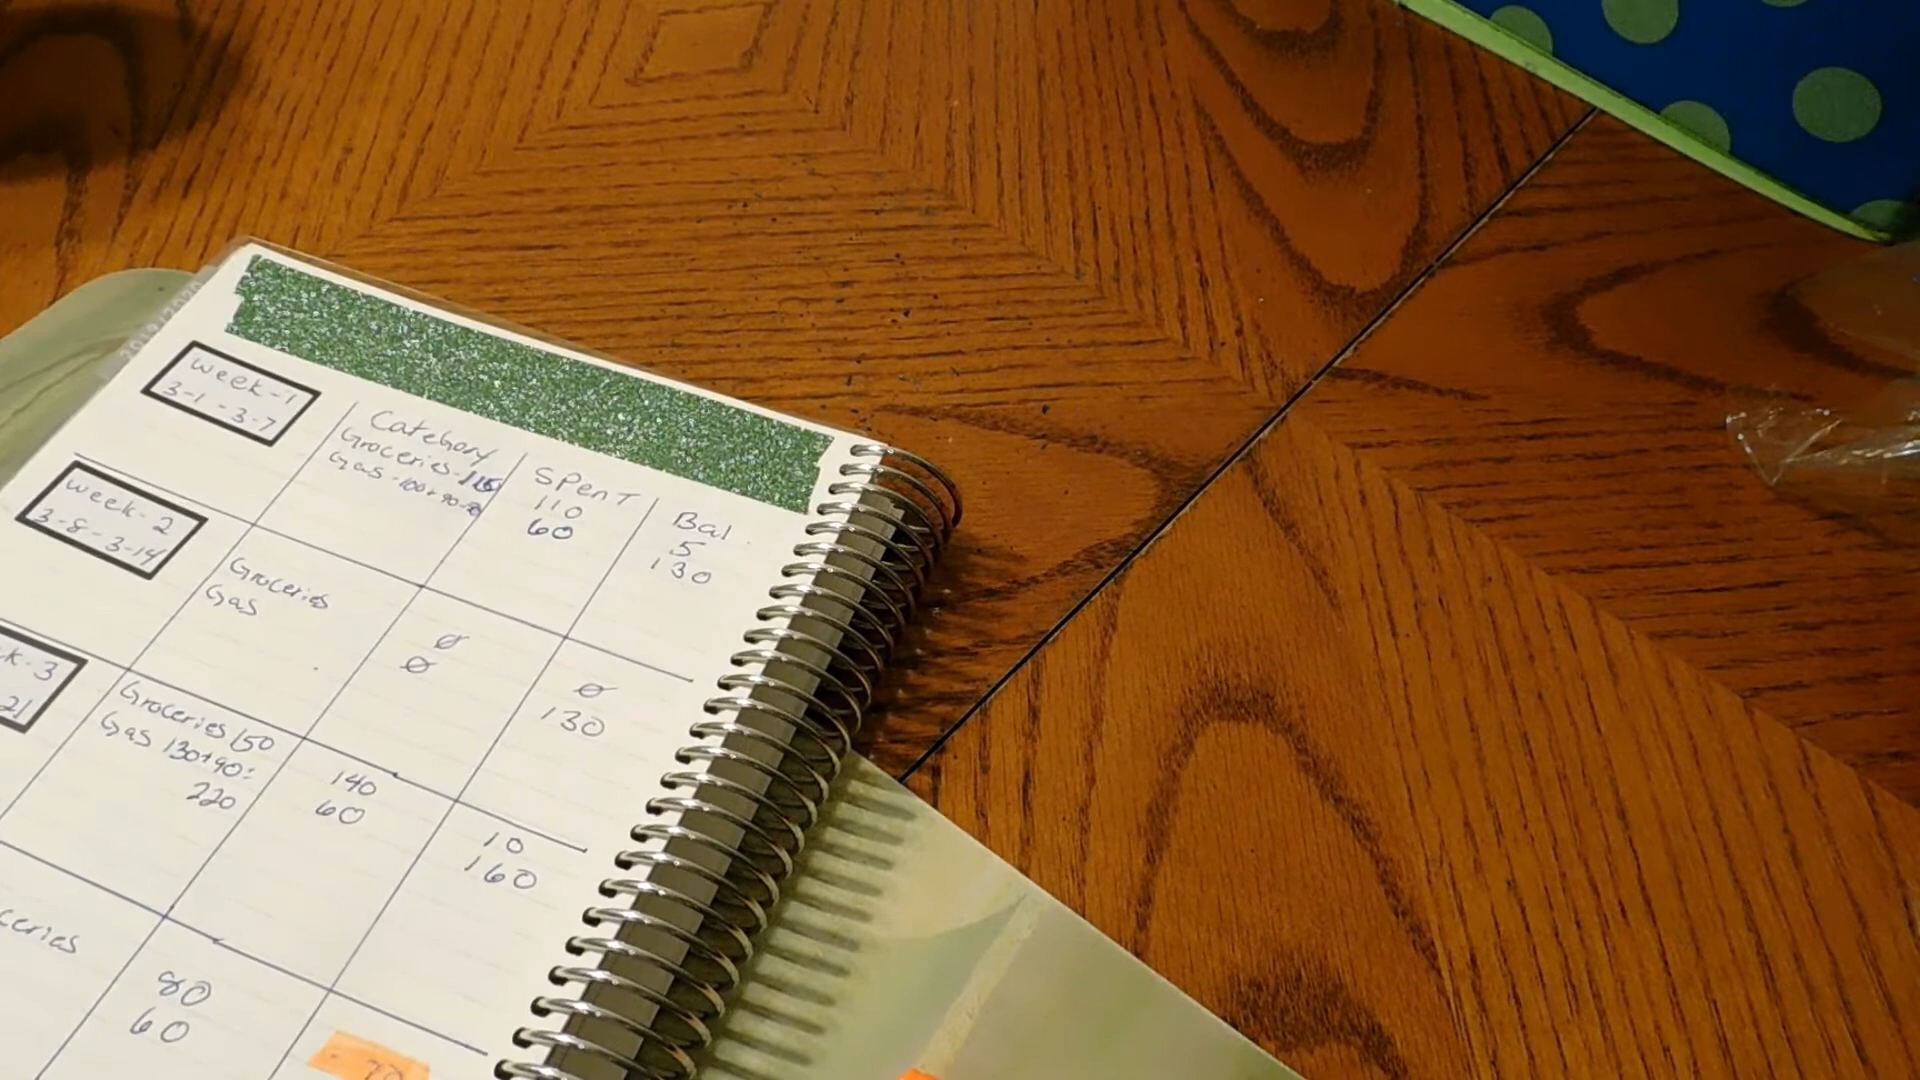 Week-1
3-1 - 3-7
Category
Groceries-115
Gas-100+90=
Spent
110
60
Bal.
5
130
Week-2
3-8-3-14
Groceries
Gas
Ø
Ø
Ø
130
k-3
21
Groceries 150
Gas 130+90=
220
140
60
10
160
ceries
80
60